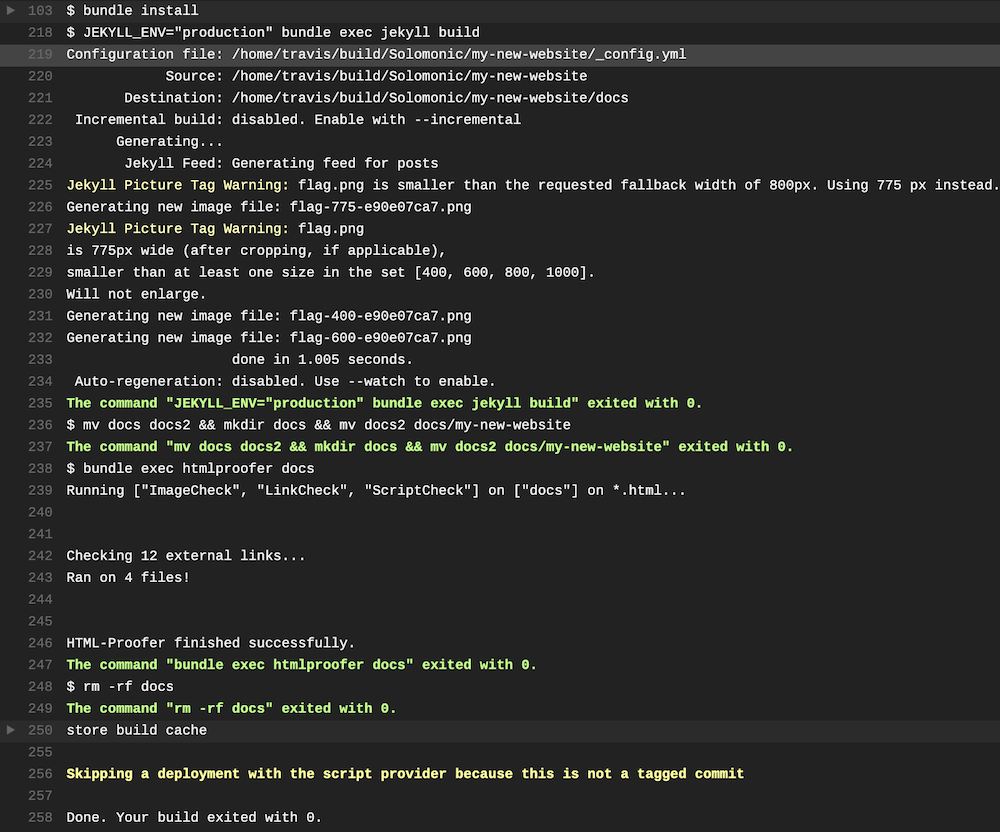 103 $ bundle install
218 $ JEKYLL_ENV="production" bundle exec jekyll build
219 Configuration file: /home/travis/build/Solomonic/my-new-website/_config.yml
220 Source: /home/travis/build/Solomonic/my-new-website
221 Destination: /home/travis/build/Solomonic/my-new-website/docs
222 Incremental build: disabled. Enable with --incremental
223 Generating...
224 Jekyll Feed: Generating feed for posts
225 Jekyll Picture Tag Warning: flag.png is smaller than the requested fallback width of 800px. Using 775 px instead.
226 Generating new image file: flag-775-e90e07ca7.png
227 Jekyll Picture Tag Warning: flag.png
228 is 775px wide (after cropping, if applicable),
229 smaller than at least one size in the set [400, 600, 800, 1000].
230 Will not enlarge.
231 Generating new image file: flag-400-e90e07ca7.png
232 Generating new image file: flag-600-e90e07ca7.png
233 done in 1.005 seconds.
234 Auto-regeneration: disabled. Use --watch to enable.
235 The command "JEKYLL_ENV="production" bundle exec jekyll build" exited with 0.
236 $ mv docs docs2 && mkdir docs && mv docs2 docs/my-new-website
237 The command "mv docs docs2 && mkdir docs && mv docs2 docs/my-new-website" exited with 0.
238 $ bundle exec htmlproofer docs
239 Running ["ImageCheck", "LinkCheck", "ScriptCheck"] on ["docs"] on *.html...
240
241
242 Checking 12 external links...
243 Ran on 4 files!
244
245
246 HTML-Proofer finished successfully.
247 The command "bundle exec htmlproofer docs" exited with 0.
248 $ rm -rf docs
249 The command "rm -rf docs" exited with 0.
250 store build cache
255
256 Skipping a deployment with the script provider because this is not a tagged commit
257
258 Done. Your build exited with 0.